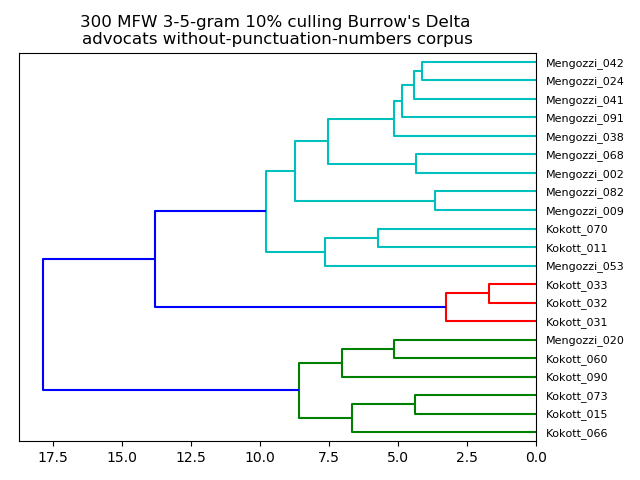 300 MFW 3-5-gram 10% culling Burrow's Delta
advocats without-punctuation-numbers corpus
Mengozzi_042
Mengozzi_024
Mengozzi_041
Mengozzi_091
Mengozzi_038
Mengozzi_068
Mengozzi_002
Mengozzi_082
Mengozzi_009
Kokott_070
Kokott_011
Mengozzi_053
Kokott_033
Kokott_032
Kokott_031
Mengozzi_020
Kokott_060
Kokott_090
Kokott_073
Kokott_015
Kokott_066
17.5 15.0 12.5 10.0 7.5 5.0 2.5 0.0